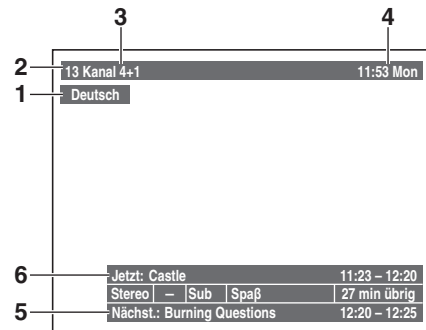 3 4
2 13 Kanal 4+1 11:53 Mon
1 Deutsch
6 Jetzt: Castle 11:23 – 12:20
Stereo – Sub Spaß 27 min übrig
5 Nächst.: Burning Questions 12:20 – 12:25